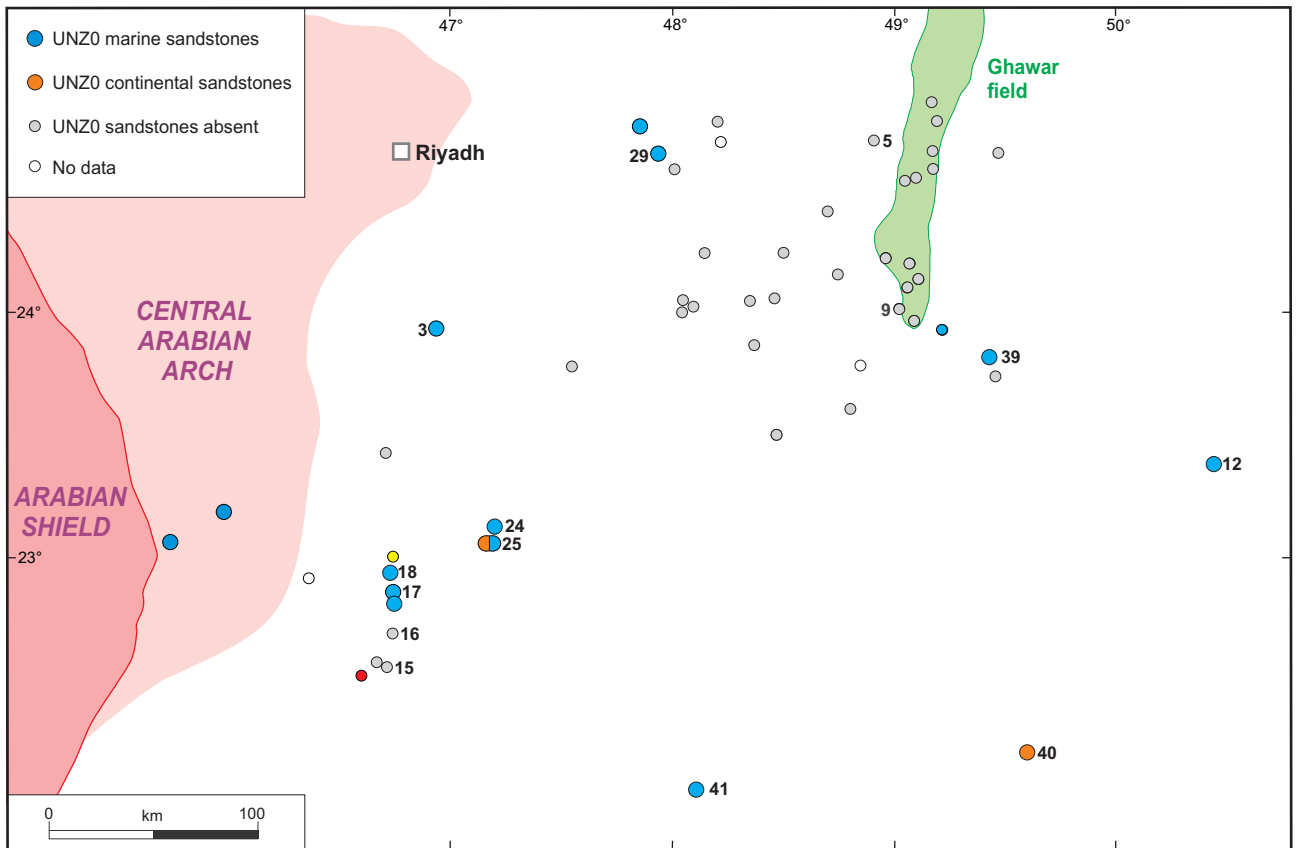 47°
48°
49°
50°
UNZ0 marine sandstones
UNZ0 continental sandstones
UNZ0 sandstones absent
No data
Ghawar
field
Riyadh
29
5
24°
CENTRAL
ARABIAN
ARCH
3
9
39
12
ARABIAN
SHIELD
23°
24
25
18
17
16
15
40
41
0 km 100